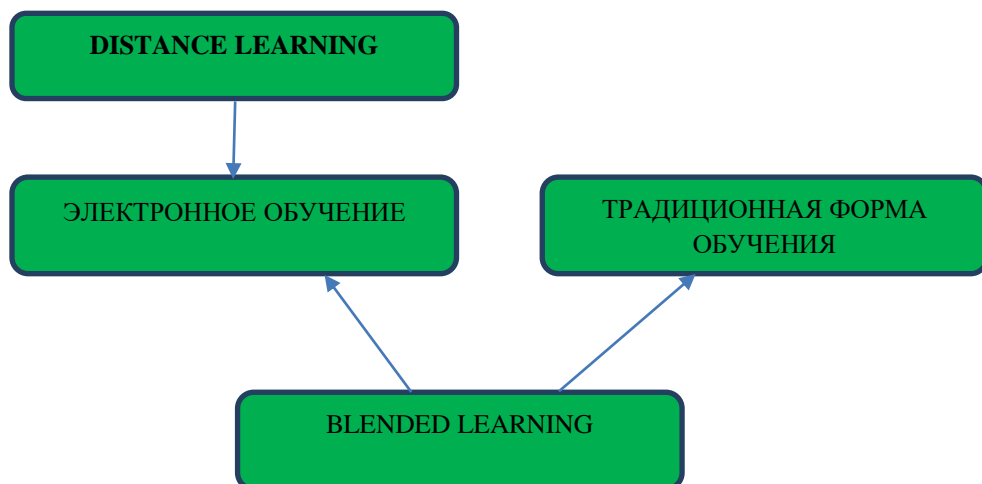 DISTANCE LEARNING
ЭЛЕКТРОННОЕ ОБУЧЕНИЕ
ТРАДИЦИОННАЯ ФОРМА
ОБУЧЕНИЯ
BLENDED LEARNING